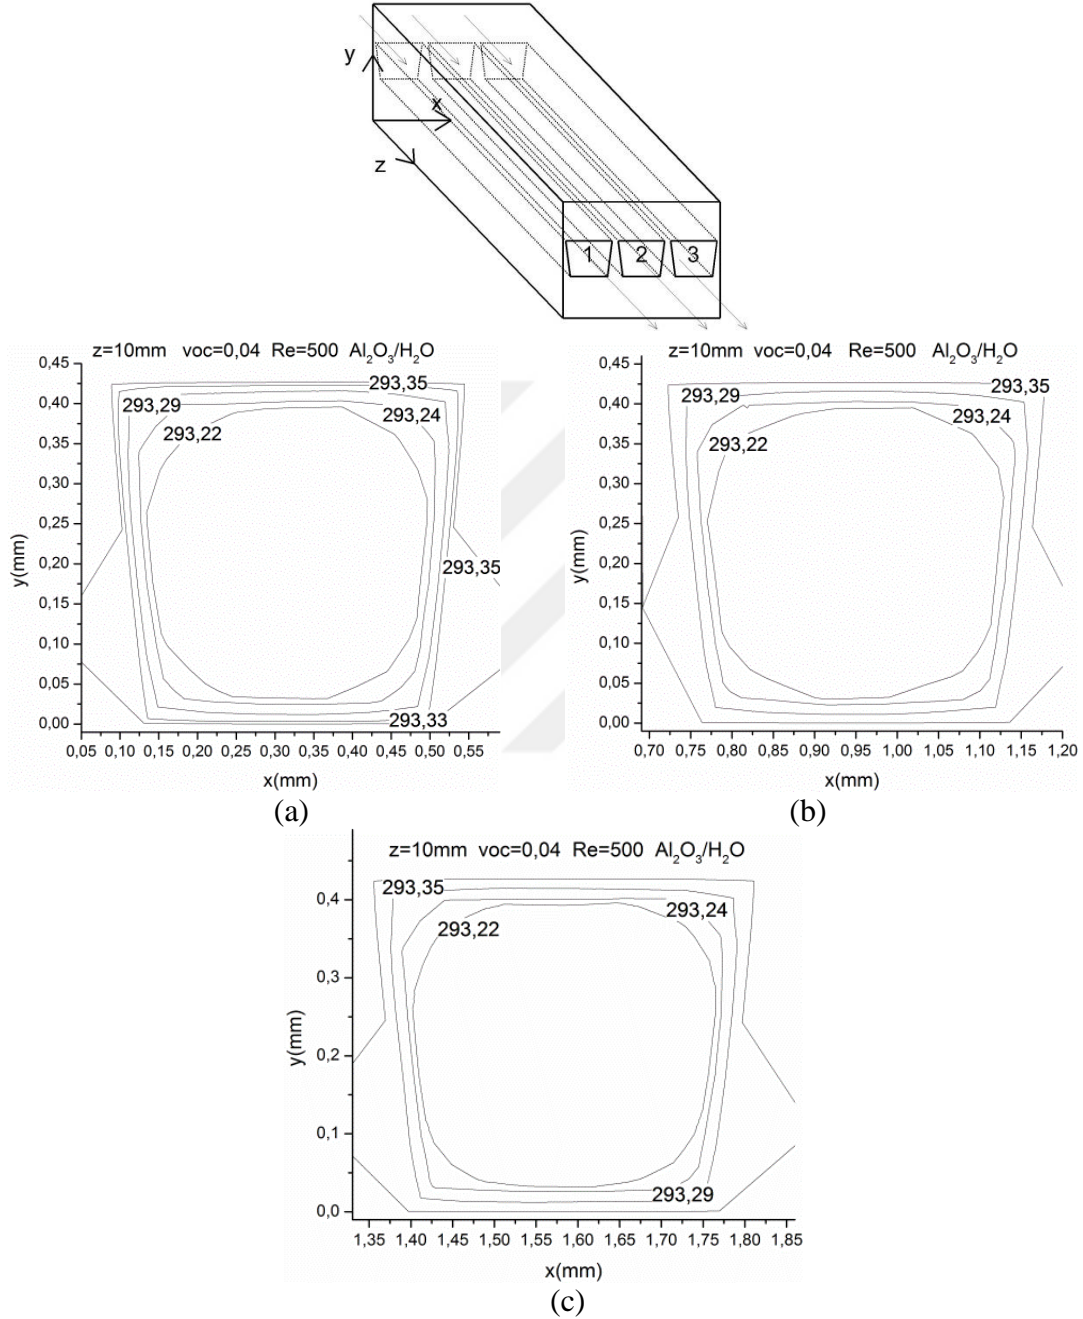 y
x
z
1 2 3
z=10mm voc=0,04 Re=500 Al₂O₃/H₂O
293,35
293,29
293,24
293,22
293,35
293,33
0,45
0,40
0,35
0,30
0,25
0,20
0,15
0,10
0,05
0,00
y(mm)
0,05 0,10 0,15 0,20 0,25 0,30 0,35 0,40 0,45 0,50 0,55
x(mm)
(a)
z=10mm voc=0,04 Re=500 Al₂O₃/H₂O
293,35
293,29
293,24
293,22
0,45
0,40
0,35
0,30
0,25
0,20
0,15
0,10
0,05
0,00
y(mm)
0,70 0,75 0,80 0,85 0,90 0,95 1,00 1,05 1,10 1,15 1,20
x(mm)
(b)
z=10mm voc=0,04 Re=500 Al₂O₃/H₂O
293,35
293,24
293,22
293,29
0,4
0,3
0,2
0,1
0,0
y(mm)
1,35 1,40 1,45 1,50 1,55 1,60 1,65 1,70 1,75 1,80 1,85
x(mm)
(c)